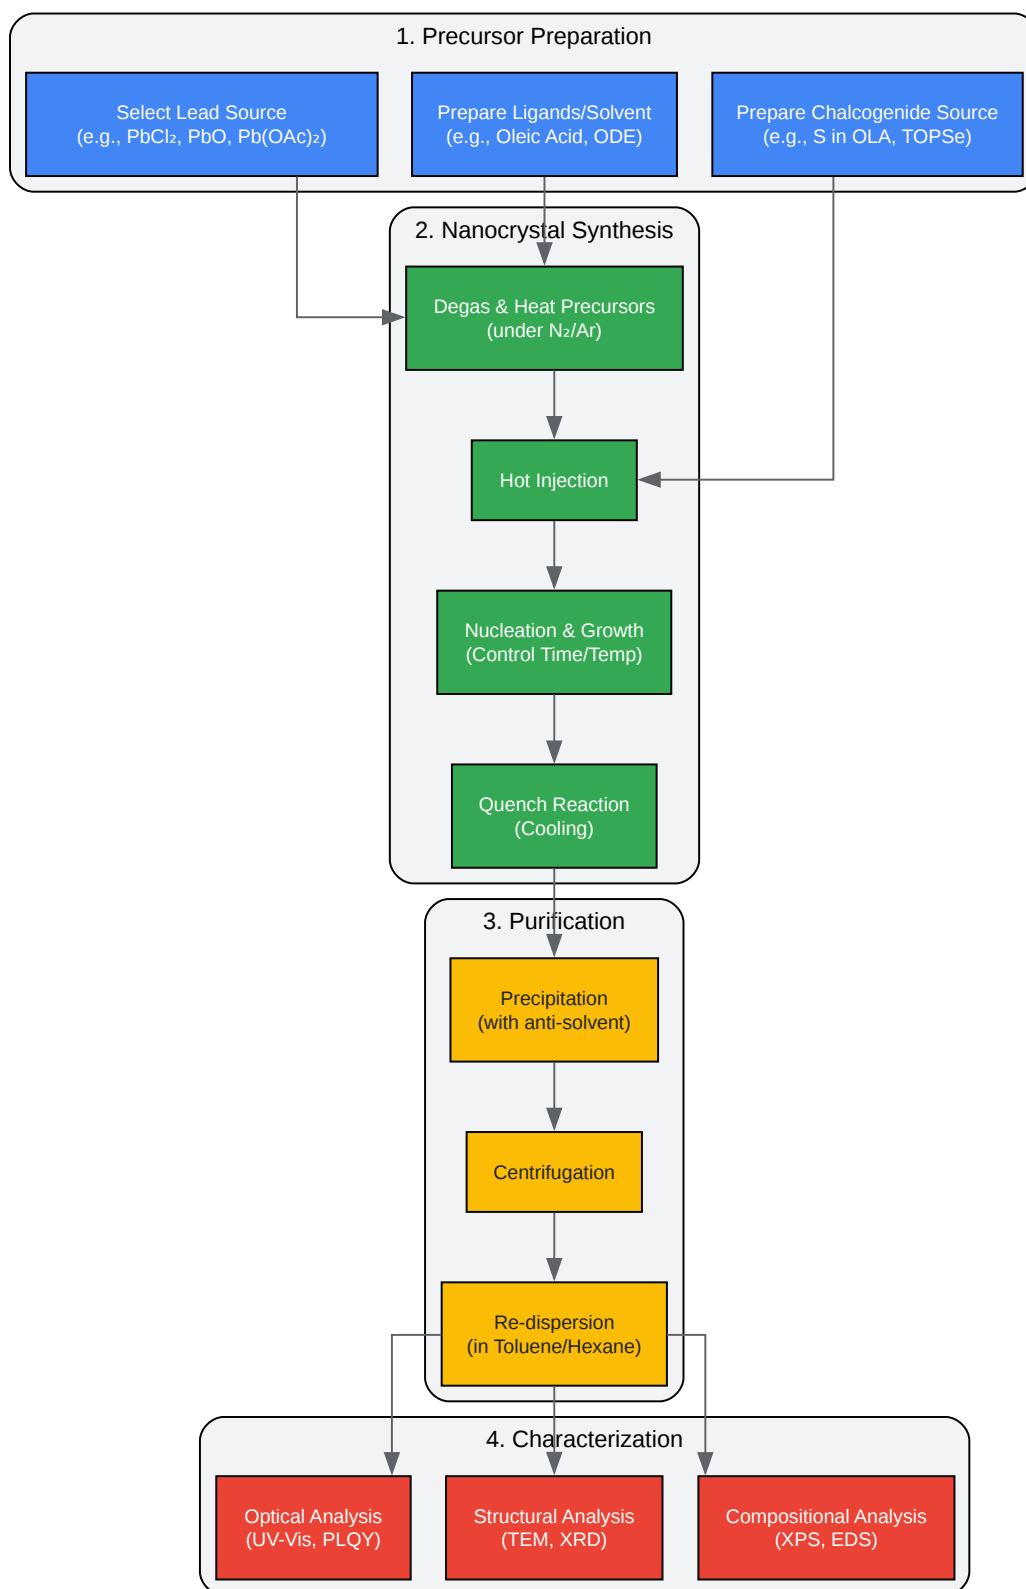 1. Precursor Preparation
Select Lead Source
(e.g., PbCl₂, PbO, Pb(OAc)₂)
Prepare Ligands/Solvent
(e.g., Oleic Acid, ODE)
Prepare Chalcogenide Source
(e.g., S in OLA, TOPSe)
2. Nanocrystal Synthesis
Degas & Heat Precursors
(under N₂/Ar)
Hot Injection
Nucleation & Growth
(Control Time/Temp)
Quench Reaction
(Cooling)
3. Purification
Precipitation
(with anti-solvent)
Centrifugation
Re-dispersion
(in Toluene/Hexane)
4. Characterization
Optical Analysis
(UV-Vis, PLQY)
Structural Analysis
(TEM, XRD)
Compositional Analysis
(XPS, EDS)